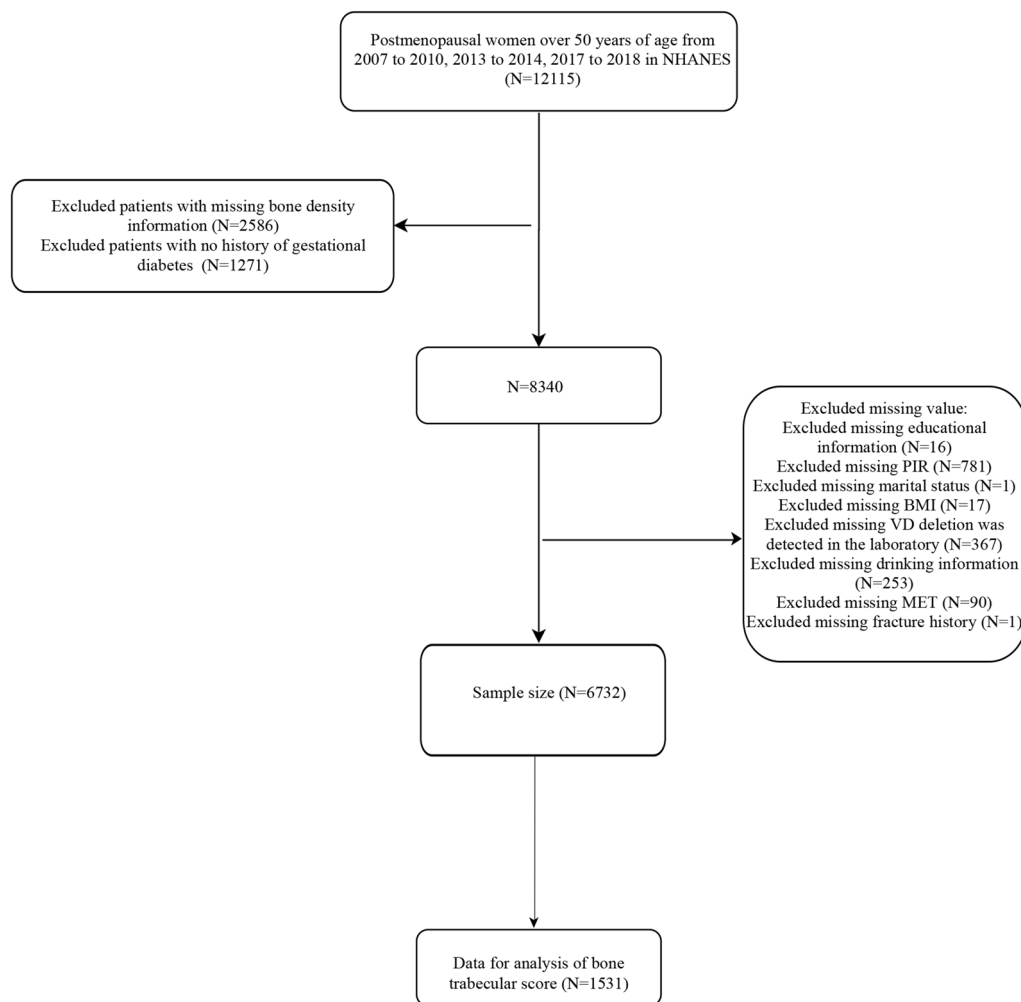 Postmenopausal women over 50 years of age from
2007 to 2010, 2013 to 2014, 2017 to 2018 in NHANES
(N=12115)
Excluded patients with missing bone density
information (N=2586)
Excluded patients with no history of gestational
diabetes (N=1271)
N=8340
Excluded missing value:
Excluded missing educational
information (N=16)
Excluded missing PIR (N=781)
Excluded missing marital status (N=1)
Excluded missing BMI (N=17)
Excluded missing VD deletion was
detected in the laboratory (N=367)
Excluded missing drinking information
(N=253)
Excluded missing MET (N=90)
Excluded missing fracture history (N=1)
Sample size (N=6732)
Data for analysis of bone
trabecular score (N=1531)